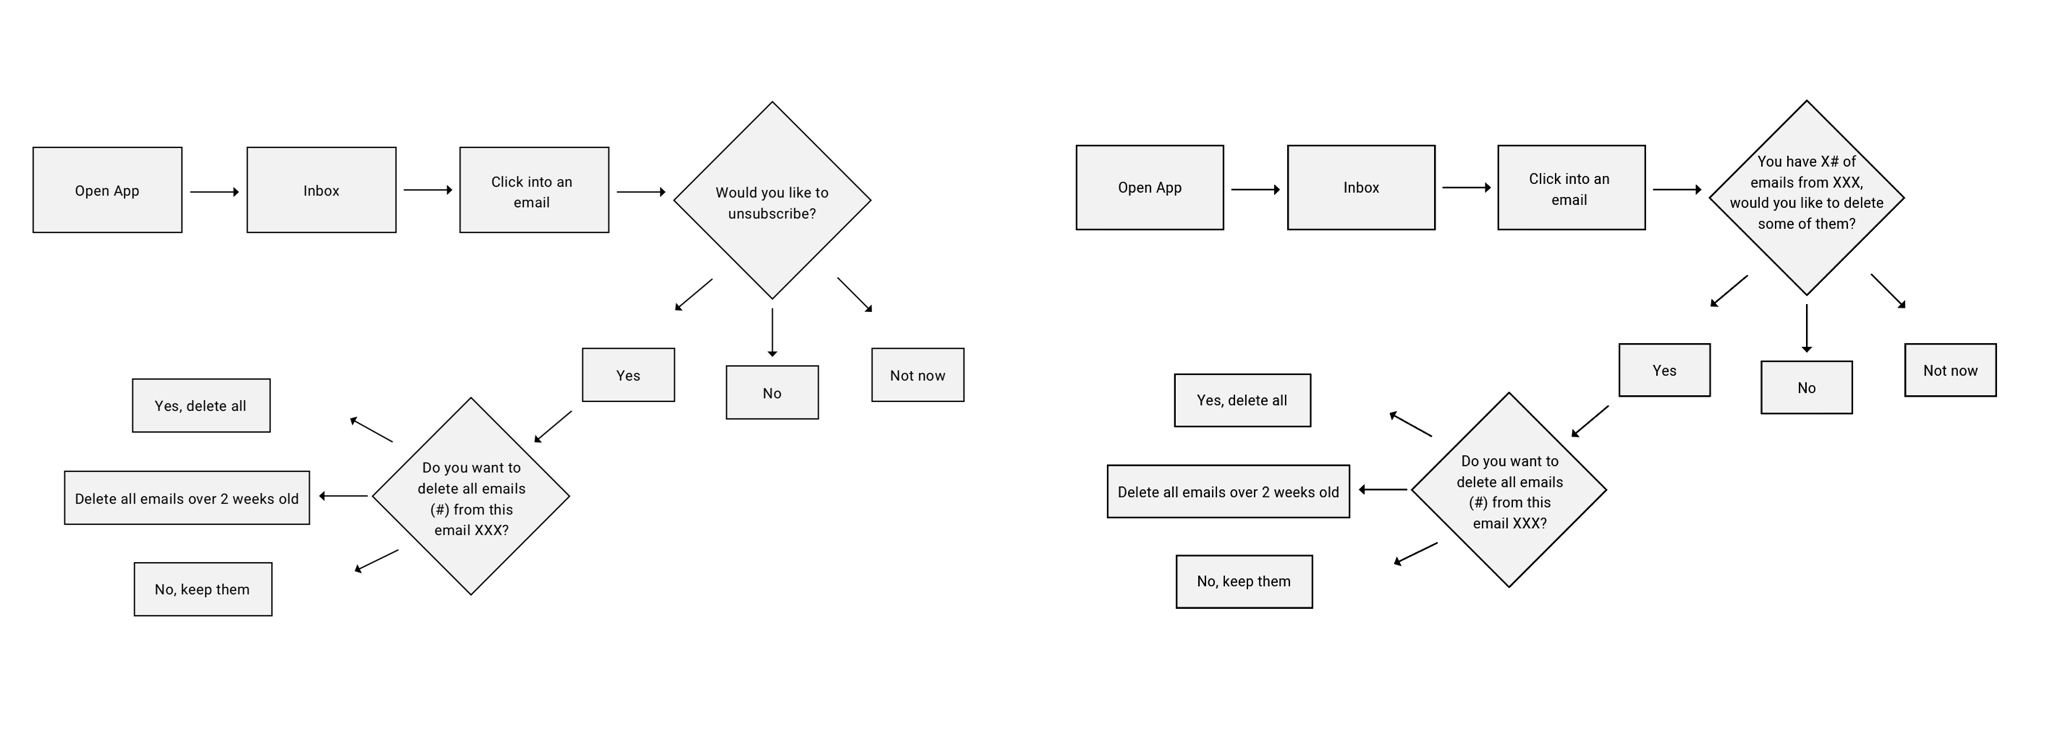 Open App
Inbox
Click into an
email
Would you like to
unsubscribe?
Yes
No
Not now
Do you want to
delete all emails
(#) from this
email XXX?
Yes, delete all
Delete all emails over 2 weeks old
No, keep them
Open App
Inbox
Click into an
email
You have X# of
emails from XXX,
would you like to delete
some of them?
Yes
No
Not now
Do you want to
delete all emails
(#) from this
email XXX?
Yes, delete all
Delete all emails over 2 weeks old
No, keep them